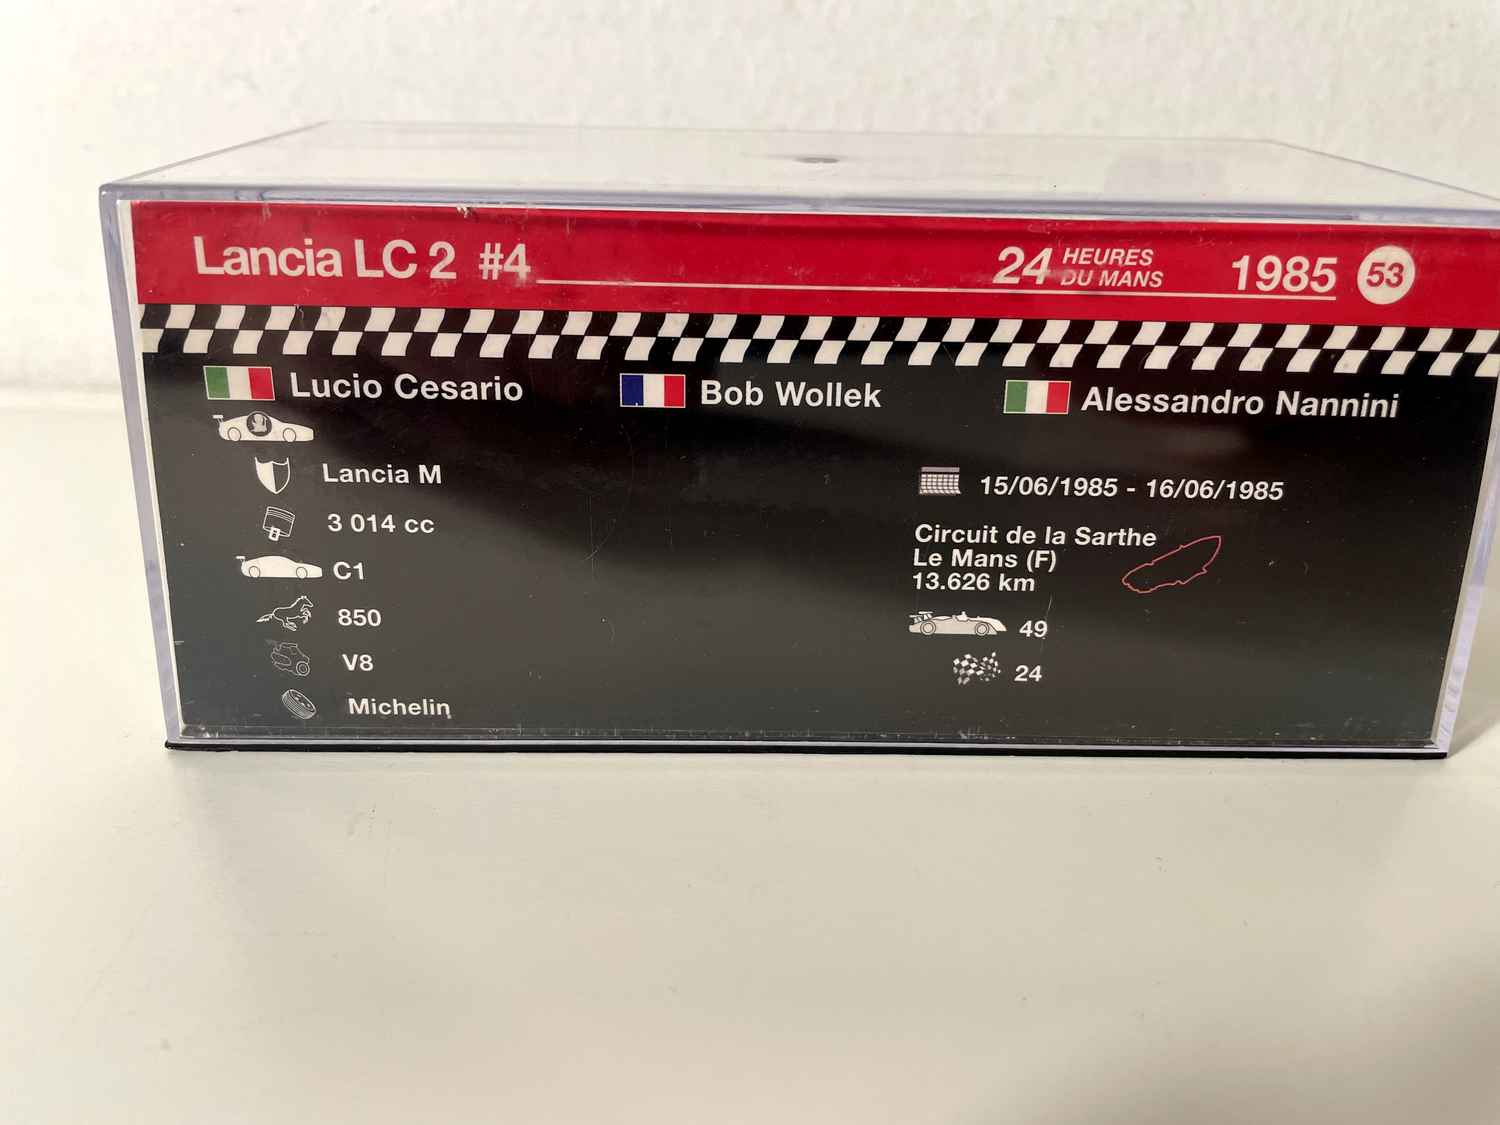 Lancia LC 2 #4 24 HEURES DU MANS 1985 53
Lucio Cesario Bob Wollek Alessandro Nannini
Lancia M
3 014 cc
C1
850
V8
Michelin
15/06/1985 - 16/06/1985
Circuit de la Sarthe
Le Mans (F)
13.626 km
49
24